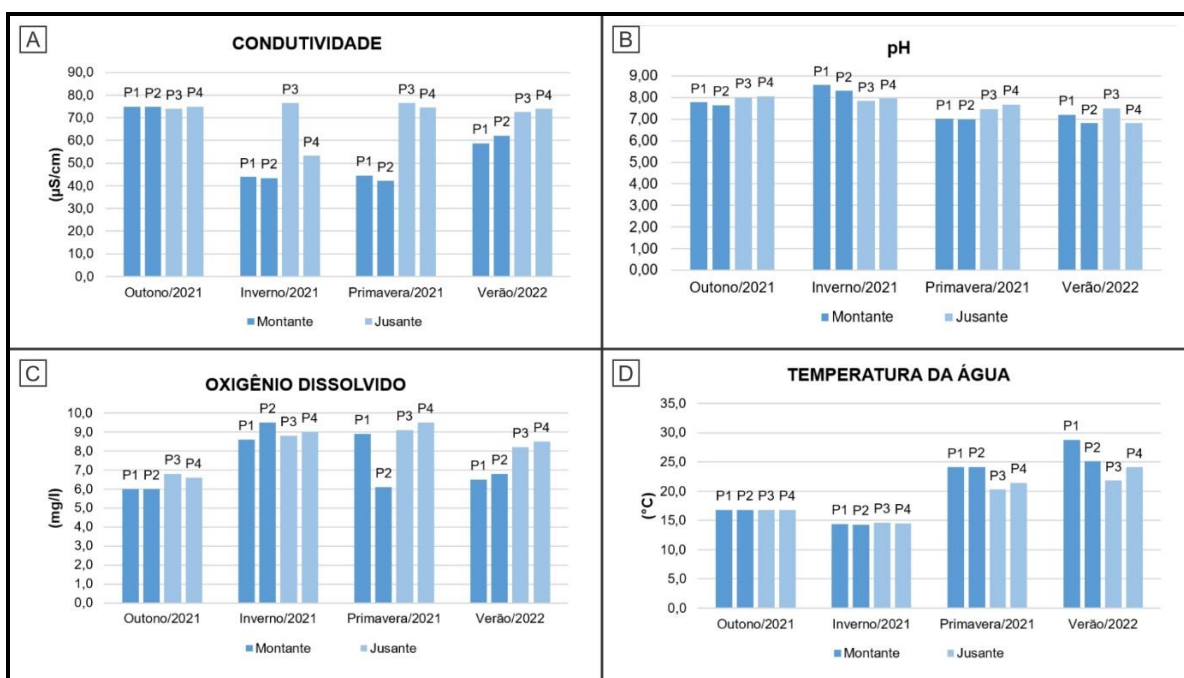 A
CONDUTIVIDADE
90,0
80,0
70,0
60,0
50,0
40,0
30,0
20,0
10,0
0,0
(µS/cm)
P1 P2 P3 P4
P1 P2 P3 P4
P1 P2 P3 P4
P1 P2 P3 P4
Outono/2021 Inverno/2021 Primavera/2021 Verão/2022
Montante Jusante
B
pH
9,00
8,00
7,00
6,00
5,00
4,00
3,00
2,00
1,00
0,00
P1 P2 P3 P4
P1 P2 P3 P4
P1 P2 P3 P4
P1 P2 P3 P4
Outono/2021 Inverno/2021 Primavera/2021 Verão/2022
Montante Jusante
C
OXIGÊNIO DISSOLVIDO
10,0
9,0
8,0
7,0
6,0
5,0
4,0
3,0
2,0
1,0
0,0
(mg/l)
P1 P2 P3 P4
P1 P2 P3 P4
P1 P2 P3 P4
P1 P2 P3 P4
Outono/2021 Inverno/2021 Primavera/2021 Verão/2022
Montante Jusante
D
TEMPERATURA DA ÁGUA
35,0
30,0
25,0
20,0
15,0
10,0
5,0
0,0
(°C)
P1 P2 P3 P4
P1 P2 P3 P4
P1 P2 P3 P4
P1 P2 P3 P4
Outono/2021 Inverno/2021 Primavera/2021 Verão/2022
Montante Jusante